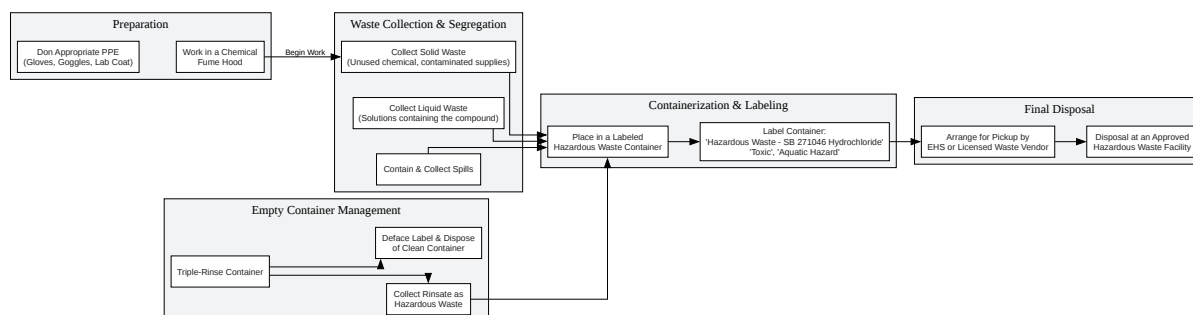 Preparation
Don Appropriate PPE
(Gloves, Goggles, Lab Coat)
Work in a Chemical
Fume Hood
Begin Work
Waste Collection & Segregation
Collect Solid Waste
(Unused chemical, contaminated supplies)
Collect Liquid Waste
(Solutions containing the compound)
Contain & Collect Spills
Containerization & Labeling
Place in a Labeled
Hazardous Waste Container
Label Container:
'Hazardous Waste - SB 271046 Hydrochloride'
'Toxic', 'Aquatic Hazard'
Final Disposal
Arrange for Pickup by
EHS or Licensed Waste Vendor
Disposal at an Approved
Hazardous Waste Facility
Empty Container Management
Triple-Rinse Container
Deface Label & Dispose
of Clean Container
Collect Rinsate as
Hazardous Waste